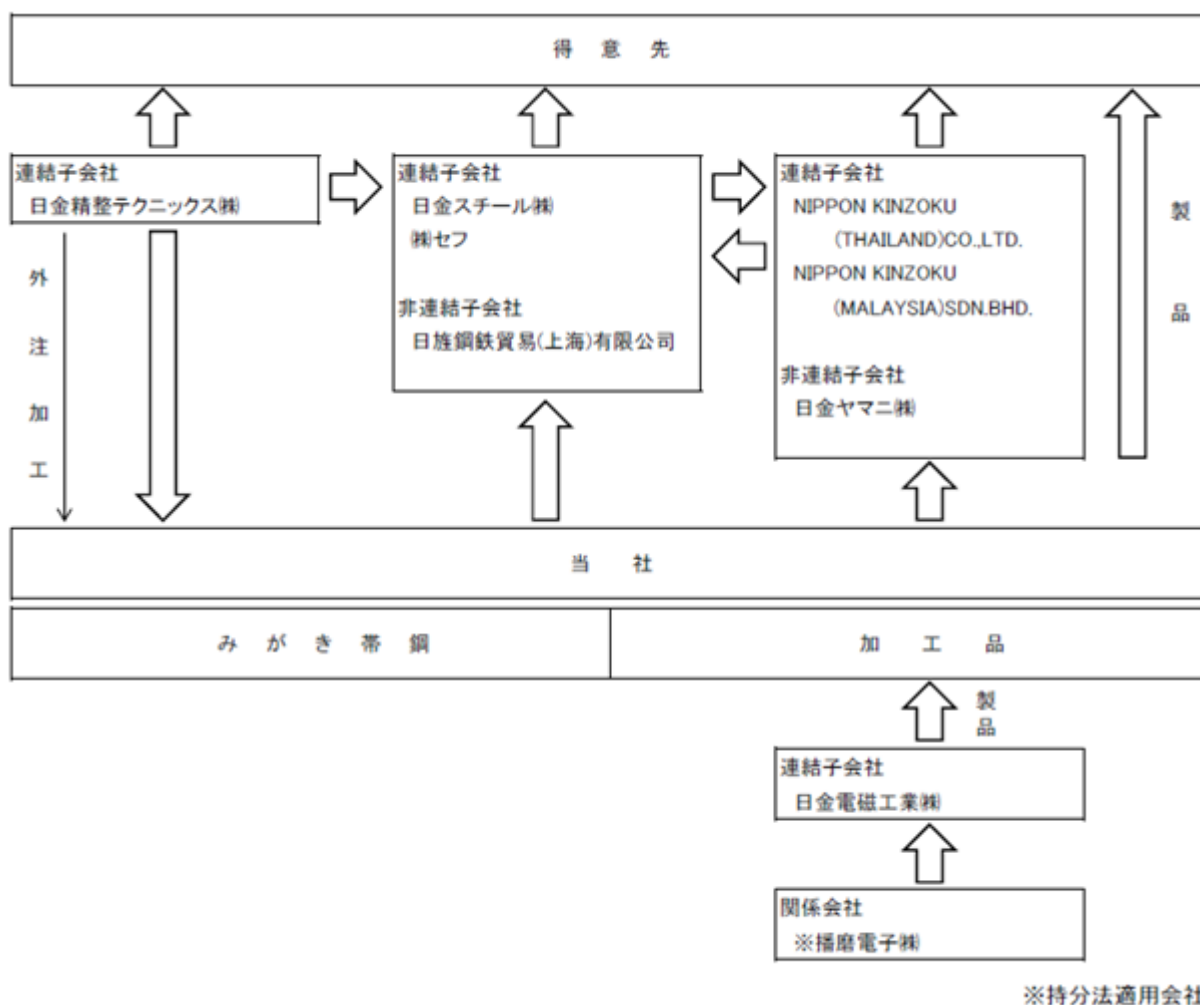 得意先
連結子会社
日金精整テクニックス㈱
連結子会社
日金スチール㈱
㈱セフ
非連結子会社
日旌鋼鉄貿易(上海)有限公司
連結子会社
NIPPON KINZOKU
(THAILAND)CO.,LTD.
NIPPON KINZOKU
(MALAYSIA)SDN.BHD.
非連結子会社
日金ヤマニ㈱
製品
外注加工
当社
みがき帯鋼
加工品
製品
連結子会社
日金電磁工業㈱
関係会社
※播磨電子㈱
※持分法適用会社